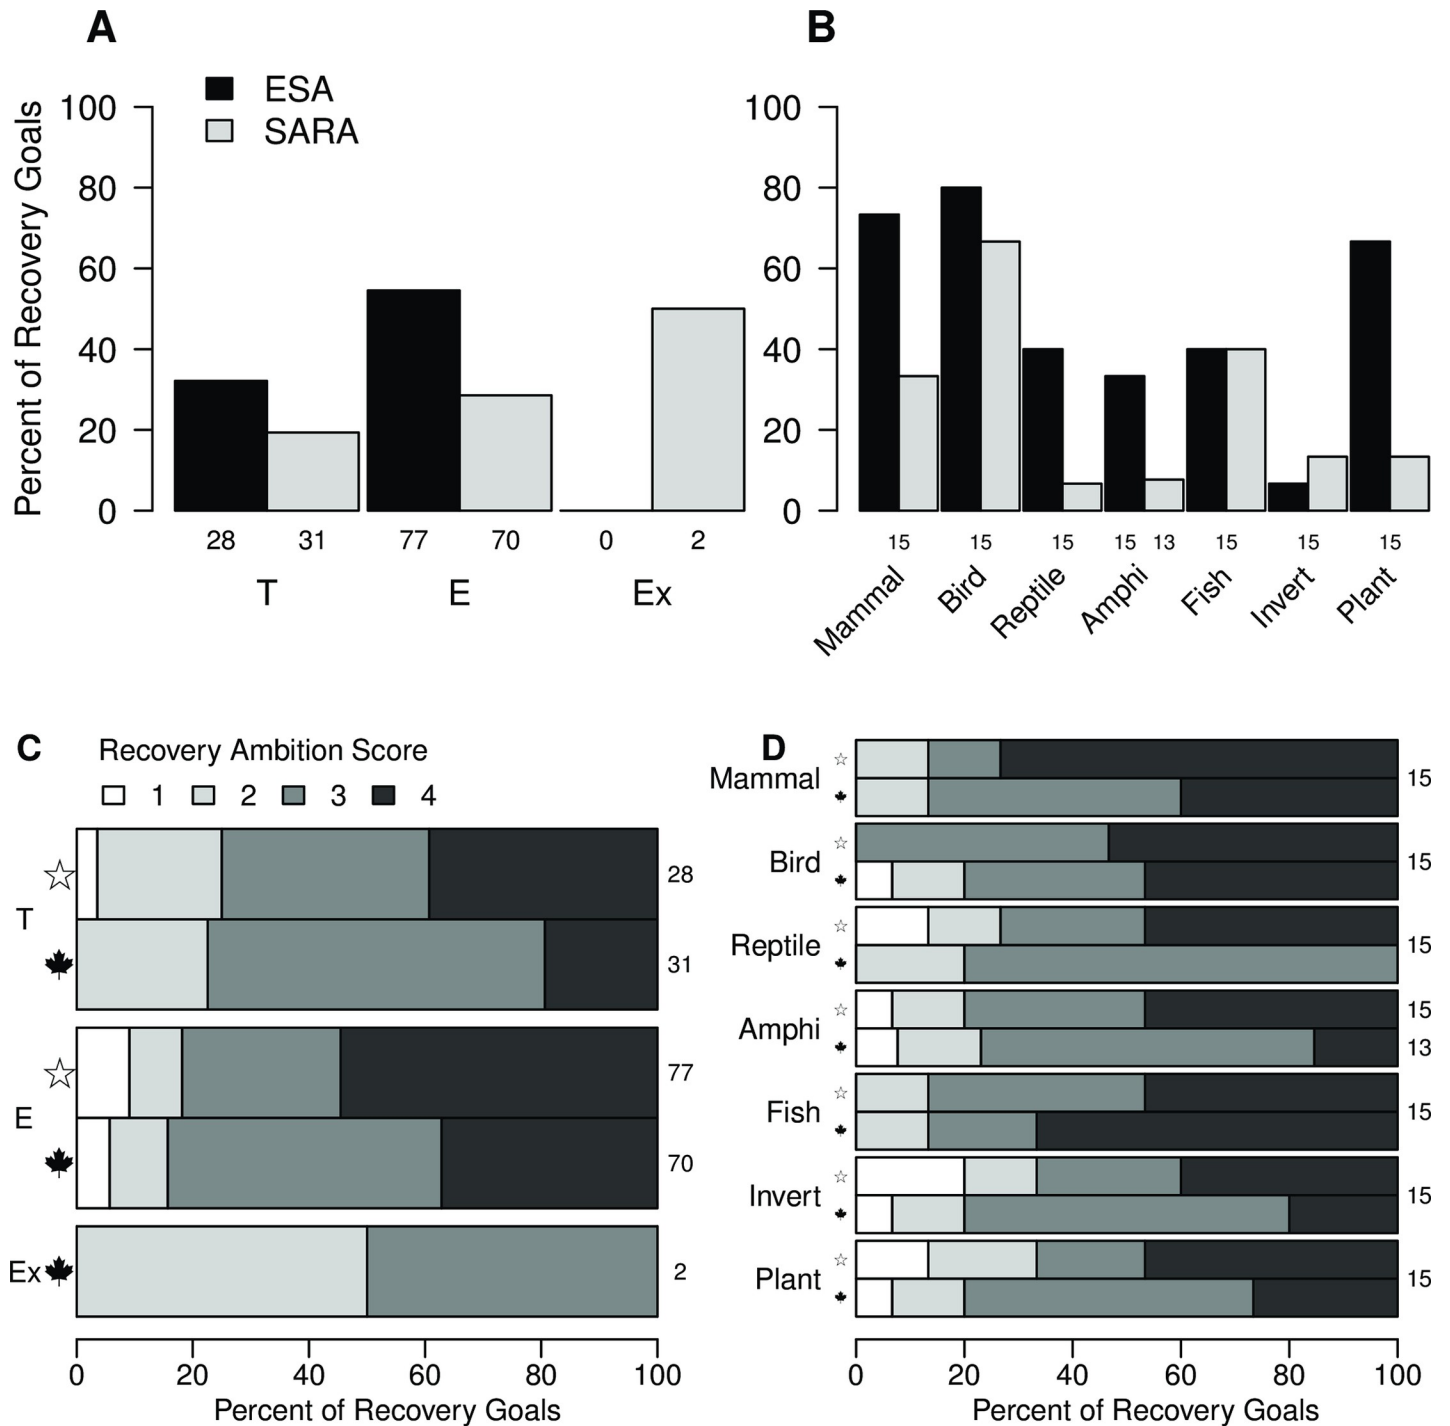 A
ESA
SARA
Percent of Recovery Goals
100
80
60
40
20
0
28 31 77 70 0 2
T E Ex
B
100
80
60
40
20
0
15 15 15 15 13 15 15 15
Mammal Bird Reptile Amphi Fish Invert Plant
C Recovery Ambition Score
1 2 3 4
28
T
31
77
E
70
Ex 2
0 20 40 60 80 100
Percent of Recovery Goals
D
Mammal 15
Bird 15
Reptile 15
15
Amphi
13
Fish 15
Invert 15
Plant 15
0 20 40 60 80 100
Percent of Recovery Goals